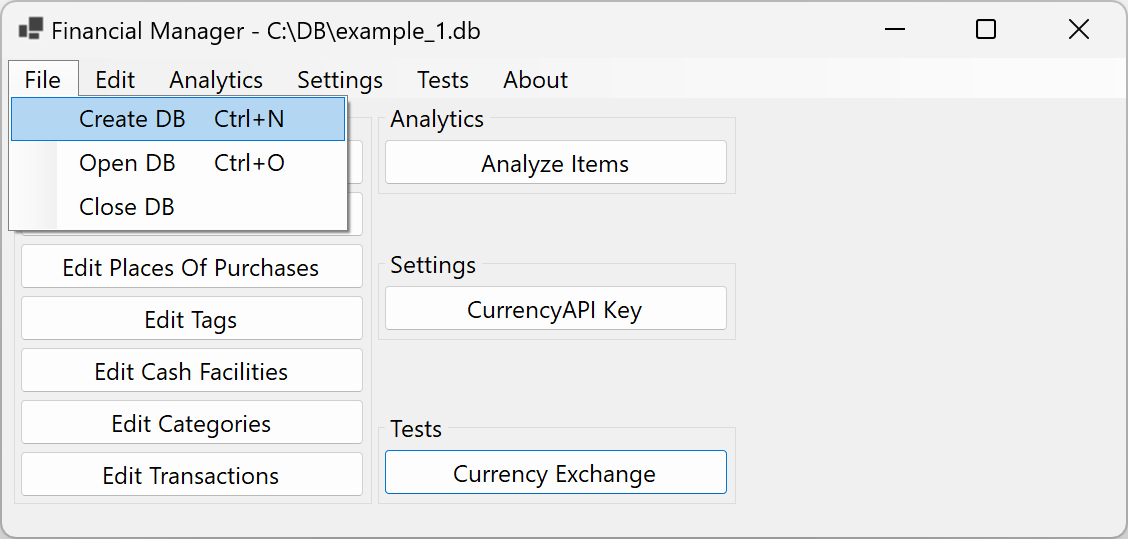 Financial Manager - C:\DB\example_1.db
File Edit Analytics Settings Tests About
Create DB Ctrl+N
Open DB Ctrl+O
Close DB
Edit Places Of Purchases
Edit Tags
Edit Cash Facilities
Edit Categories
Edit Transactions
Analytics
Analyze Items
Settings
CurrencyAPI Key
Tests
Currency Exchange